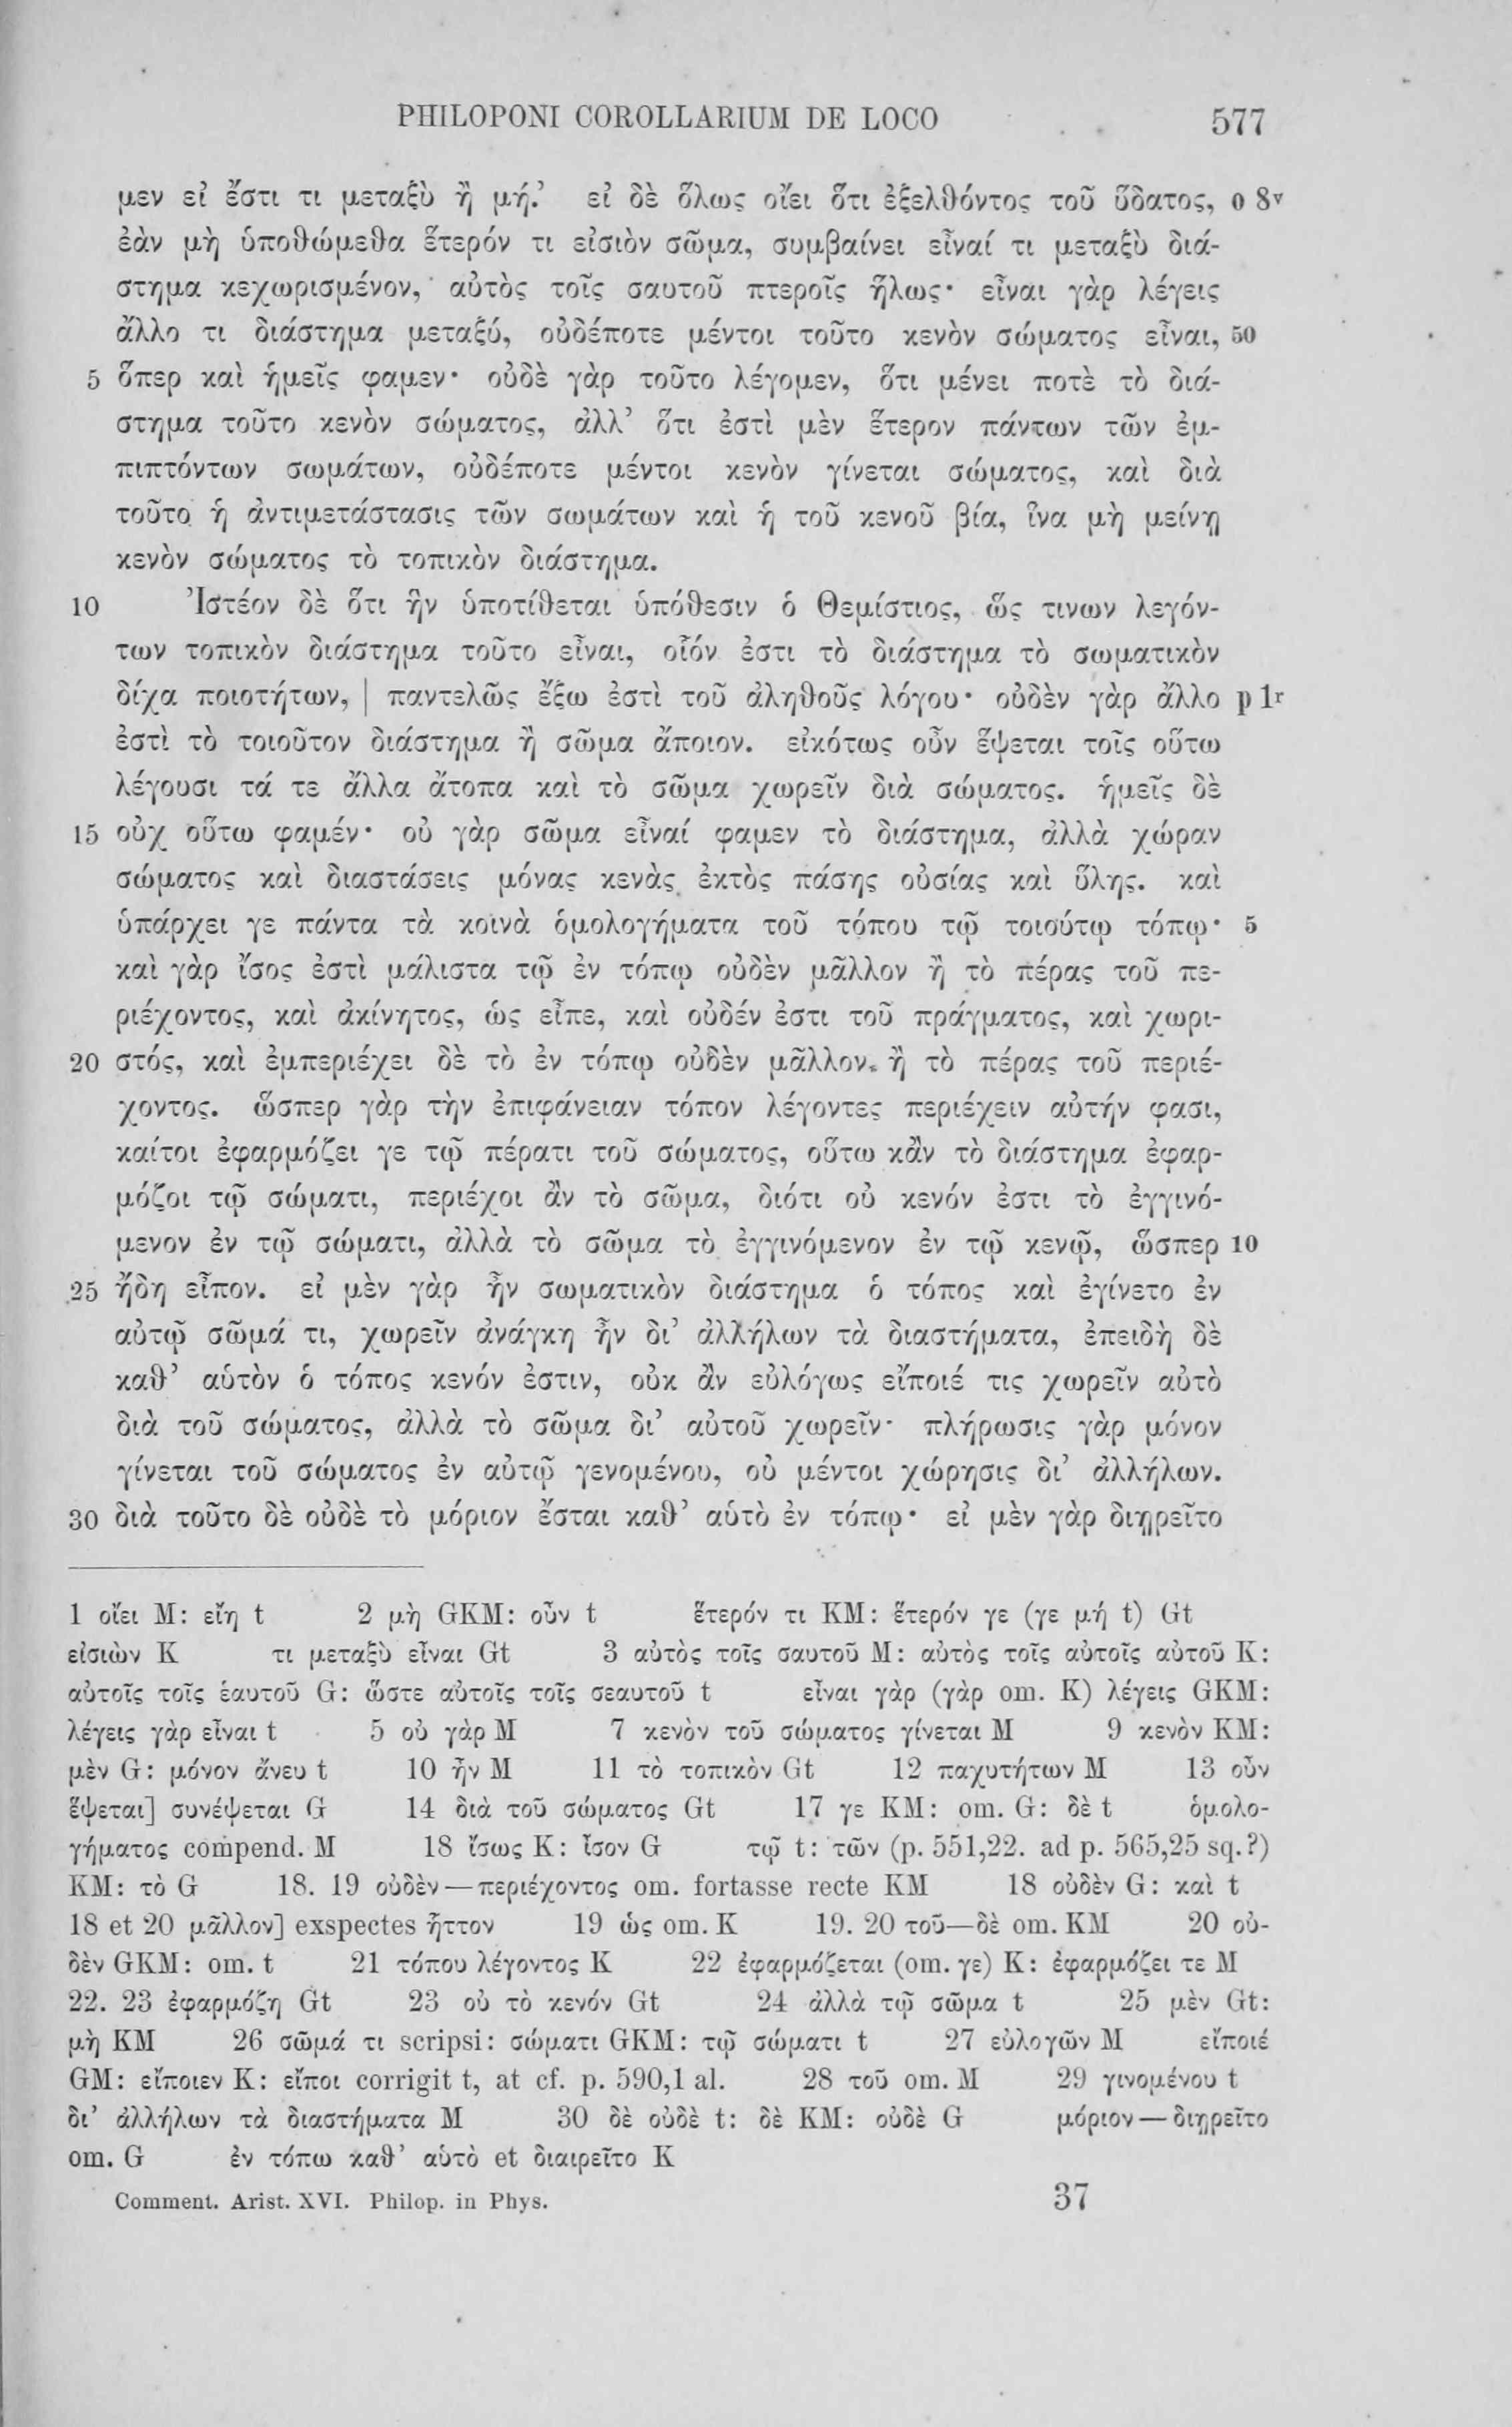 PHILOPONI COROLLARIUM DE LOCO 577
μεν εἰ ἔστι τι μεταξὺ ἢ μή.’ εἰ δὲ ὅλως οἴει ὅτι ἐξελθόντος τοῦ ὕδατος, o 8v
ἐὰν μὴ ὑποθώμεθα ἕτερόν τι εἰσιὸν σῶμα, συμβαίνει εἶναί τι μεταξὺ διά-
στημα κεχωρισμένον, αὐτὸς τοῖς σαυτοῦ πτεροῖς ἥλως· εἶναι γὰρ λέγεις
ἄλλο τι διάστημα μεταξύ, οὐδέποτε μέντοι τοῦτο κενὸν σώματος εἶναι, 50
5 ὅπερ καὶ ἡμεῖς φαμεν· οὐδὲ γὰρ τοῦτο λέγομεν, ὅτι μένει ποτὲ τὸ διά-
στημα τοῦτο κενὸν σώματος, ἀλλ’ ὅτι ἐστὶ μὲν ἕτερον πάντων τῶν ἐμ-
πιπτόντων σωμάτων, οὐδέποτε μέντοι κενὸν γίνεται σώματος, καὶ διὰ
τοῦτο ἡ ἀντιμετάστασις τῶν σωμάτων καὶ ἡ τοῦ κενοῦ βία, ἵνα μὴ μείνῃ
κενὸν σώματος τὸ τοπικὸν διάστημα.
10 Ἰστέον δὲ ὅτι ἣν ὑποτίθεται ὑπόθεσιν ὁ Θεμίστιος, ὥς τινων λεγόν-
των τοπικὸν διάστημα τοῦτο εἶναι, οἷόν ἐστι τὸ διάστημα τὸ σωματικὸν
δίχα ποιοτήτων, | παντελῶς ἔξω ἐστὶ τοῦ ἀληθοῦς λόγου· οὐδὲν γὰρ ἄλλο p 1r
ἐστὶ τὸ τοιοῦτον διάστημα ἢ σῶμα ἄποιον. εἰκότως οὖν ἕψεται τοῖς οὕτω
λέγουσι τά τε ἄλλα ἄτοπα καὶ τὸ σῶμα χωρεῖν διὰ σώματος. ἡμεῖς δὲ
15 οὐχ οὕτω φαμέν· οὐ γὰρ σῶμα εἶναί φαμεν τὸ διάστημα, ἀλλὰ χώραν
σώματος καὶ διαστάσεις μόνας κενὰς ἐκτὸς πάσης οὐσίας καὶ ὕλης. καὶ
ὑπάρχει γε πάντα τὰ κοινὰ ὁμολογήματα τοῦ τόπου τῷ τοιούτῳ τόπῳ· 5
καὶ γὰρ ἴσος ἐστὶ μάλιστα τῷ ἐν τόπῳ οὐδὲν μᾶλλον ἢ τὸ πέρας τοῦ πε-
ριέχοντος, καὶ ἀκίνητος, ὡς εἶπε, καὶ οὐδέν ἐστι τοῦ πράγματος, καὶ χωρι-
20 στός, καὶ ἐμπεριέχει δὲ τὸ ἐν τόπῳ οὐδὲν μᾶλλον ἢ τὸ πέρας τοῦ περιέ-
χοντος. ὥσπερ γὰρ τὴν ἐπιφάνειαν τόπον λέγοντες περιέχειν αὐτήν φασι,
καίτοι ἐφαρμόζει γε τῷ πέρατι τοῦ σώματος, οὕτω κἂν τὸ διάστημα ἐφαρ-
μόζοι τῷ σώματι, περιέχοι ἂν τὸ σῶμα, διότι οὐ κενόν ἐστι τὸ ἐγγινό-
μενον ἐν τῷ σώματι, ἀλλὰ τὸ σῶμα τὸ ἐγγινόμενον ἐν τῷ κενῷ, ὥσπερ 10
25 ἤδη εἶπον. εἰ μὲν γὰρ ἦν σωματικὸν διάστημα ὁ τόπος καὶ ἐγίνετο ἐν
αὐτῷ σῶμά τι, χωρεῖν ἀνάγκη ἦν δι’ ἀλλήλων τὰ διαστήματα, ἐπειδὴ δὲ
καθ’ αὑτὸν ὁ τόπος κενόν ἐστιν, οὐκ ἂν εὐλόγως εἴποιέ τις χωρεῖν αὐτὸ
διὰ τοῦ σώματος, ἀλλὰ τὸ σῶμα δι’ αὐτοῦ χωρεῖν· πλήρωσις γὰρ μόνον
γίνεται τοῦ σώματος ἐν αὐτῷ γενομένου, οὐ μέντοι χώρησις δι’ ἀλλήλων.
30 διὰ τοῦτο δὲ οὐδὲ τὸ μόριον ἔσται καθ’ αὑτὸ ἐν τόπῳ· εἰ μὲν γὰρ διῃρεῖτο
1 οἴει M: εἴη t 2 μὴ GKM: οὖν t ἕτερόν τι KM: ἕτερόν γε (γε μή t) Gt
εἰσιὼν K τι μεταξὺ εἶναι Gt 3 αὐτὸς τοῖς σαυτοῦ M: αὐτὸς τοῖς αὐτοῖς αὐτοῦ K:
αὐτοῖς τοῖς ἑαυτοῦ G: ὥστε αὐτοῖς τοῖς σεαυτοῦ t εἶναι γὰρ (γὰρ om. K) λέγεις GKM:
λέγεις γὰρ εἶναι t 5 οὐ γὰρ M 7 κενὸν τοῦ σώματος γίνεται M 9 κενὸν KM:
μὲν G: μόνον ἄνευ t 10 ἦν M 11 τὸ τοπικὸν Gt 12 παχυτήτων M 13 οὖν
ἕψεται] συνέψεται G 14 διὰ τοῦ σώματος Gt 17 γε KM: om. G: δὲ t ὁμολο-
γήματος compend. M 18 ἴσως K: ἴσον G τῷ t: τῶν (p. 551,22. ad p. 565,25 sq.?)
KM: τὸ G 18. 19 οὐδὲν—περιέχοντος om. fortasse recte KM 18 οὐδὲν G: καὶ t
18 et 20 μᾶλλον] exspectes ἧττον 19 ὡς om. K 19. 20 τοῦ—δὲ om. KM 20 οὐ-
δὲν GKM: om. t 21 τόπου λέγοντος K 22 ἐφαρμόζεται (om. γε) K: ἐφαρμόζει τε M
22. 23 ἐφαρμόζῃ Gt 23 οὐ τὸ κενόν Gt 24 ἀλλὰ τῷ σῶμα t 25 μὲν Gt:
μὴ KM 26 σῶμά τι scripsi: σώματι GKM: τῷ σώματι t 27 εὐλογῶν M εἴποιέ
GM: εἴποιεν K: εἴποι corrigit t, at cf. p. 590,1 al. 28 τοῦ om. M 29 γινομένου t
δι’ ἀλλήλων τὰ διαστήματα M 30 δὲ οὐδὲ t: δὲ KM: οὐδὲ G μόριον — διῃρεῖτο
om. G ἐν τόπω καθ’ αὑτὸ et διαιρεῖτο K
Comment. Arist. XVI. Philop. in Phys. 37